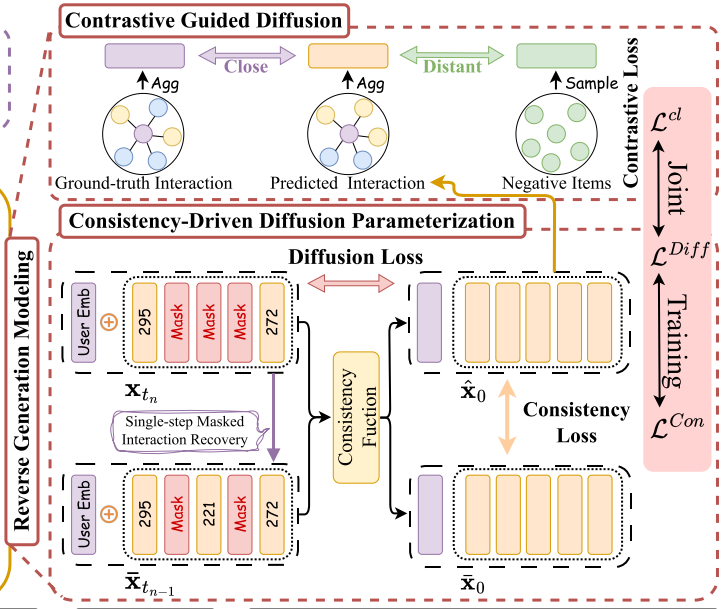 Contrastive Guided Diffusion
Close
Distant
Agg
Agg
Sample
Ground-truth Interaction
Predicted Interaction
Negative Items
Contrastive Loss
Consistency-Driven Diffusion Parameterization
Reverse Generation Modeling
Diffusion Loss
User Emb
295
Mask
Mask
Mask
272
𝐱_{t_n}
Single-step Masked
Interaction Recovery
Consistency
Fuction
x̂_0
Consistency
Loss
User Emb
295
Mask
221
Mask
272
x̄_{t_{n-1}}
x̄_0
ℒ^{cl}
Joint
ℒ^{Diff}
Training
ℒ^{Con}